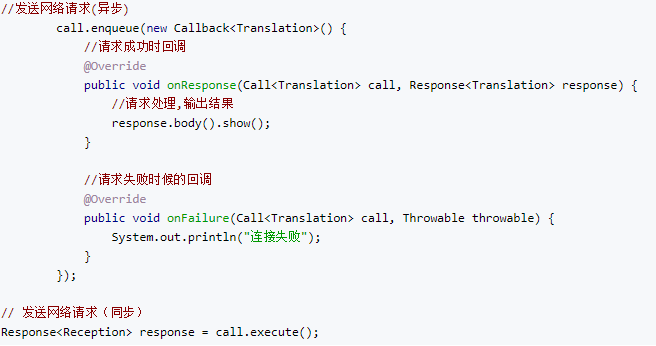 //发送网络请求(异步)
call.enqueue(new Callback<Translation>() {
//请求成功时回调
@Override
public void onResponse(Call<Translation> call, Response<Translation> response) {
//请求处理,输出结果
response.body().show();
}
//请求失败时候的回调
@Override
public void onFailure(Call<Translation> call, Throwable throwable) {
System.out.println("连接失败");
}
});
// 发送网络请求（同步）
Response<Reception> response = call.execute();